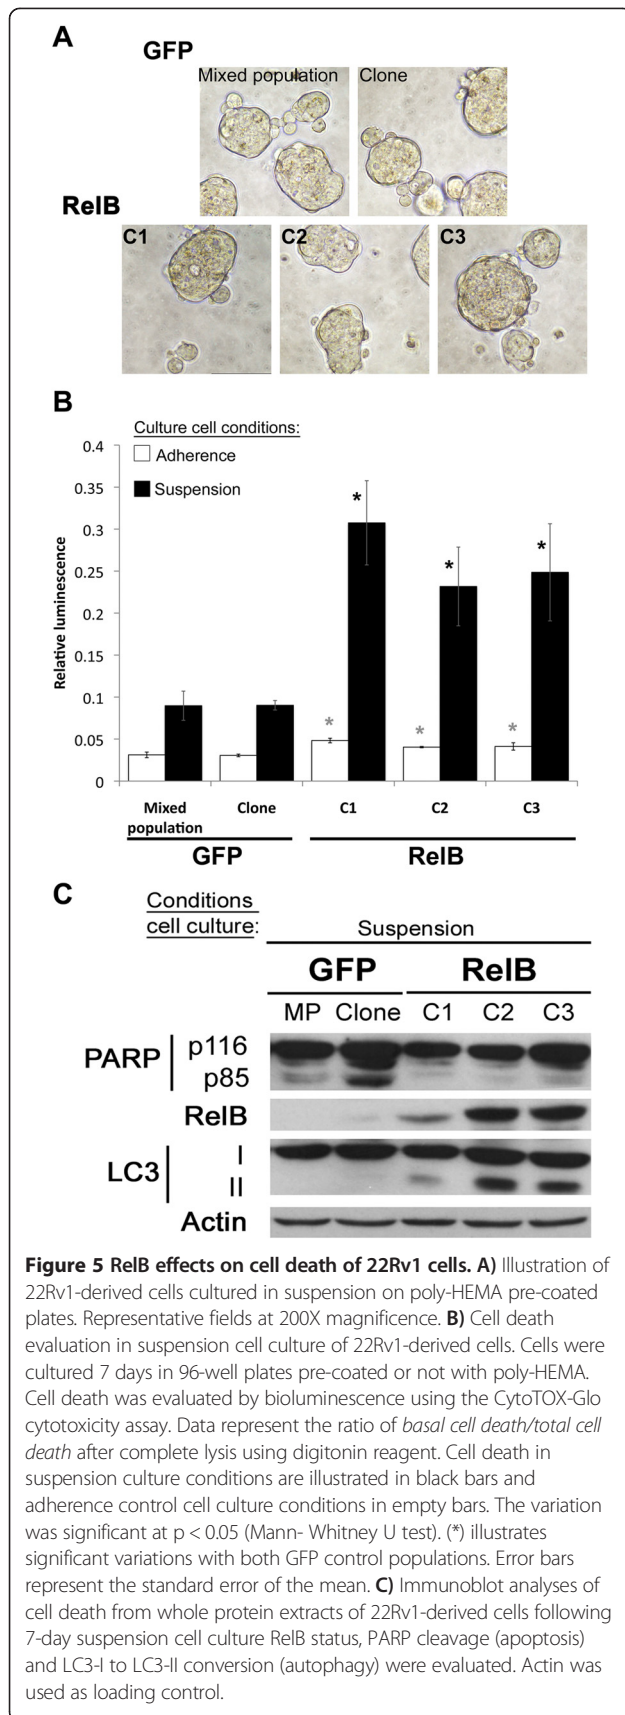 A
GFP
Mixed population
Clone
RelB
C1
C2
C3
B
Culture cell conditions:
Adherence
Suspension
Relative luminescence
0.4
0.35
0.3
0.25
0.2
0.15
0.1
0.05
0
*
*
*
*
*
*
Mixed population
Clone
C1
C2
C3
GFP
RelB
C
Conditions
cell culture:
Suspension
GFP
RelB
MP Clone C1 C2 C3
PARP
p116
p85
RelB
LC3
I
II
Actin
Figure 5 RelB effects on cell death of 22Rv1 cells. A) Illustration of
22Rv1-derived cells cultured in suspension on poly-HEMA pre-coated
plates. Representative fields at 200X magnificence. B) Cell death
evaluation in suspension cell culture of 22Rv1-derived cells. Cells were
cultured 7 days in 96-well plates pre-coated or not with poly-HEMA.
Cell death was evaluated by bioluminescence using the CytoTOX-Glo
cytotoxicity assay. Data represent the ratio of basal cell death/total cell
death after complete lysis using digitonin reagent. Cell death in
suspension culture conditions are illustrated in black bars and
adherence control cell culture conditions in empty bars. The variation
was significant at p < 0.05 (Mann- Whitney U test). (*) illustrates
significant variations with both GFP control populations. Error bars
represent the standard error of the mean. C) Immunoblot analyses of
cell death from whole protein extracts of 22Rv1-derived cells following
7-day suspension cell culture RelB status, PARP cleavage (apoptosis)
and LC3-I to LC3-II conversion (autophagy) were evaluated. Actin was
used as loading control.